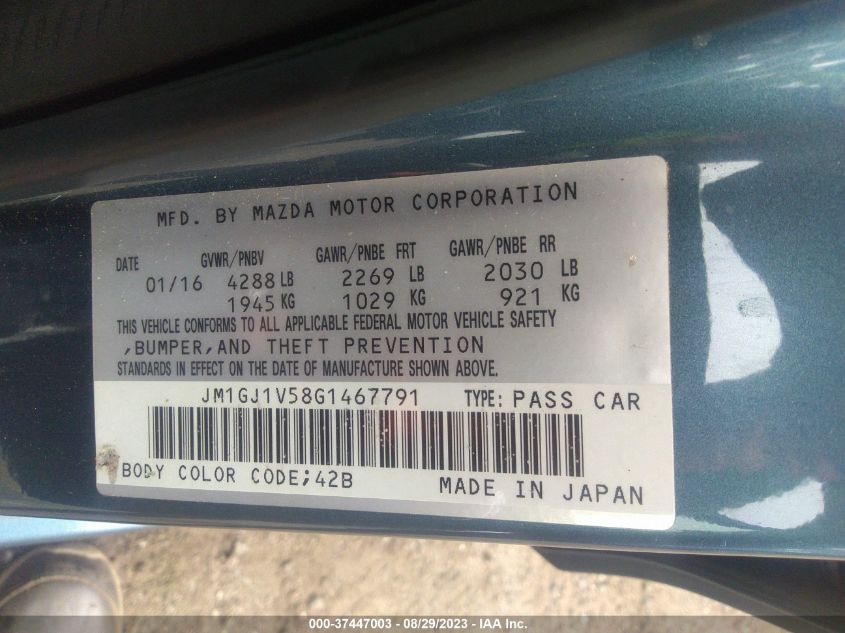 MFD. BY MAZDA MOTOR CORPORATION
DATE GVWR/PNBV GAWR/PNBE FRT GAWR/PNBE RR
01/16 4288 LB 2269 LB 2030 LB
1945 KG 1029 KG 921 KG
THIS VEHICLE CONFORMS TO ALL APPLICABLE FEDERAL MOTOR VEHICLE SAFETY
,BUMPER,AND THEFT PREVENTION
STANDARDS IN EFFECT ON THE DATE OF MANUFACTURE SHOWN ABOVE.
JM1GJ1V58G1467791 TYPE: PASS CAR
BODY COLOR CODE;42B MADE IN JAPAN
000-37447003 - 08/29/2023 - IAA Inc.